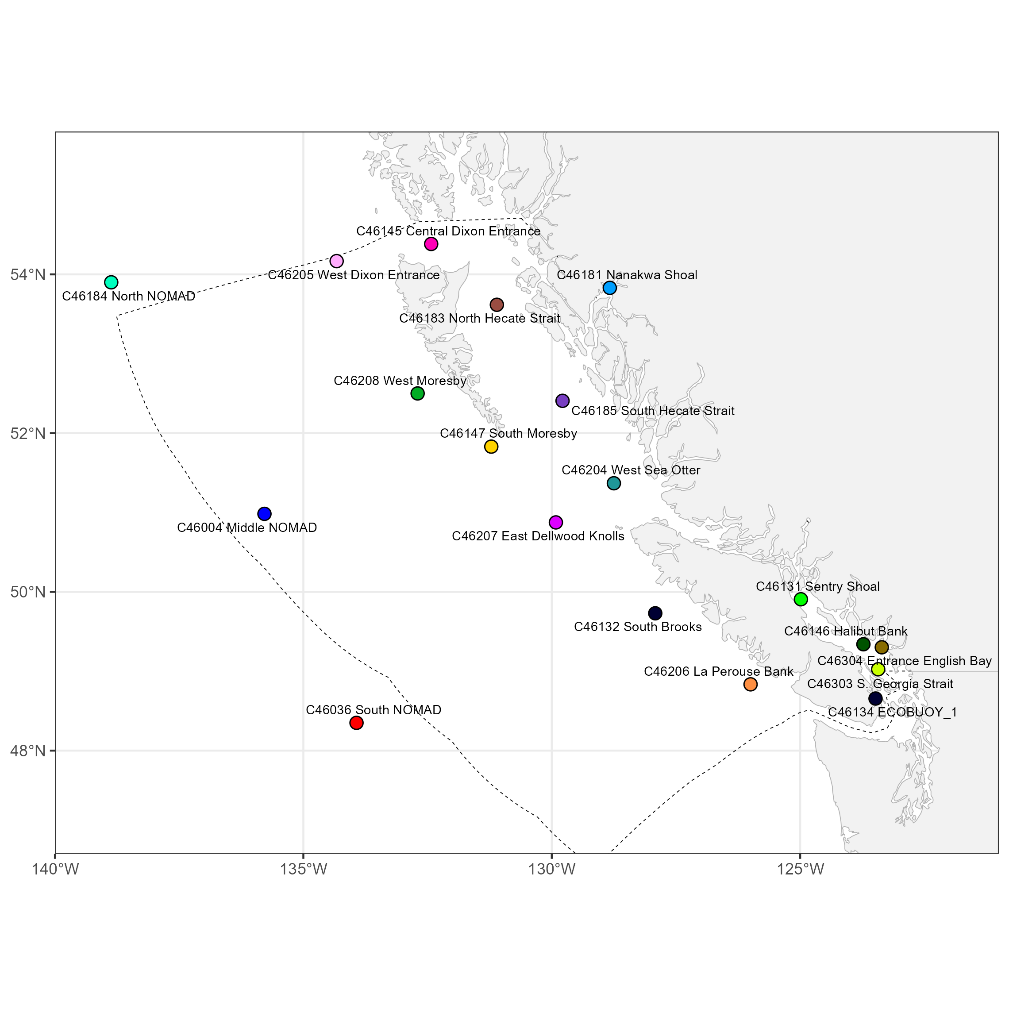 C46145 Central Dixon Entrance
C46205 West Dixon Entrance
C46181 Nanakwa Shoal
54°N
C46184 North NOMAD
C46183 North Hecate Strait
C46208 West Moresby
C46185 South Hecate Strait
52°N
C46147 South Moresby
C46204 West Sea Otter
C46004 Middle NOMAD
C46207 East Dellwood Knolls
C46131 Sentry Shoal
50°N
C46132 South Brooks
C46146 Halibut Bank
C46304 Entrance English Bay
C46206 La Perouse Bank
C46303 S. Georgia Strait
C46036 South NOMAD
C46134 ECOBUOY_1
48°N
140°W
135°W
130°W
125°W